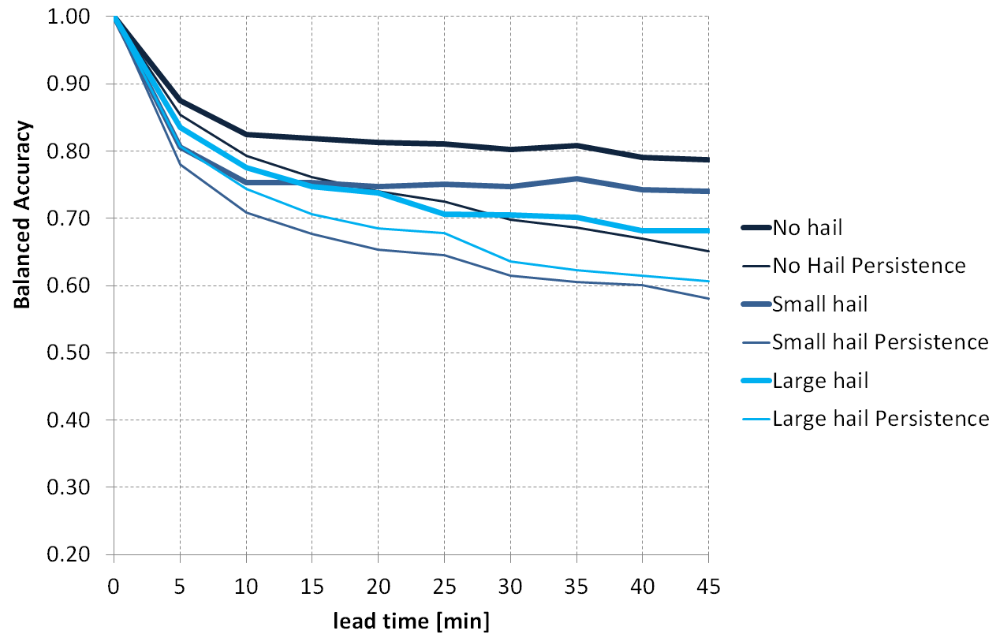 1.00
0.90
0.80
0.70
0.60
0.50
0.40
0.30
0.20
Balanced Accuracy
0 5 10 15 20 25 30 35 40 45
lead time [min]
No hail
No Hail Persistence
Small hail
Small hail Persistence
Large hail
Large hail Persistence